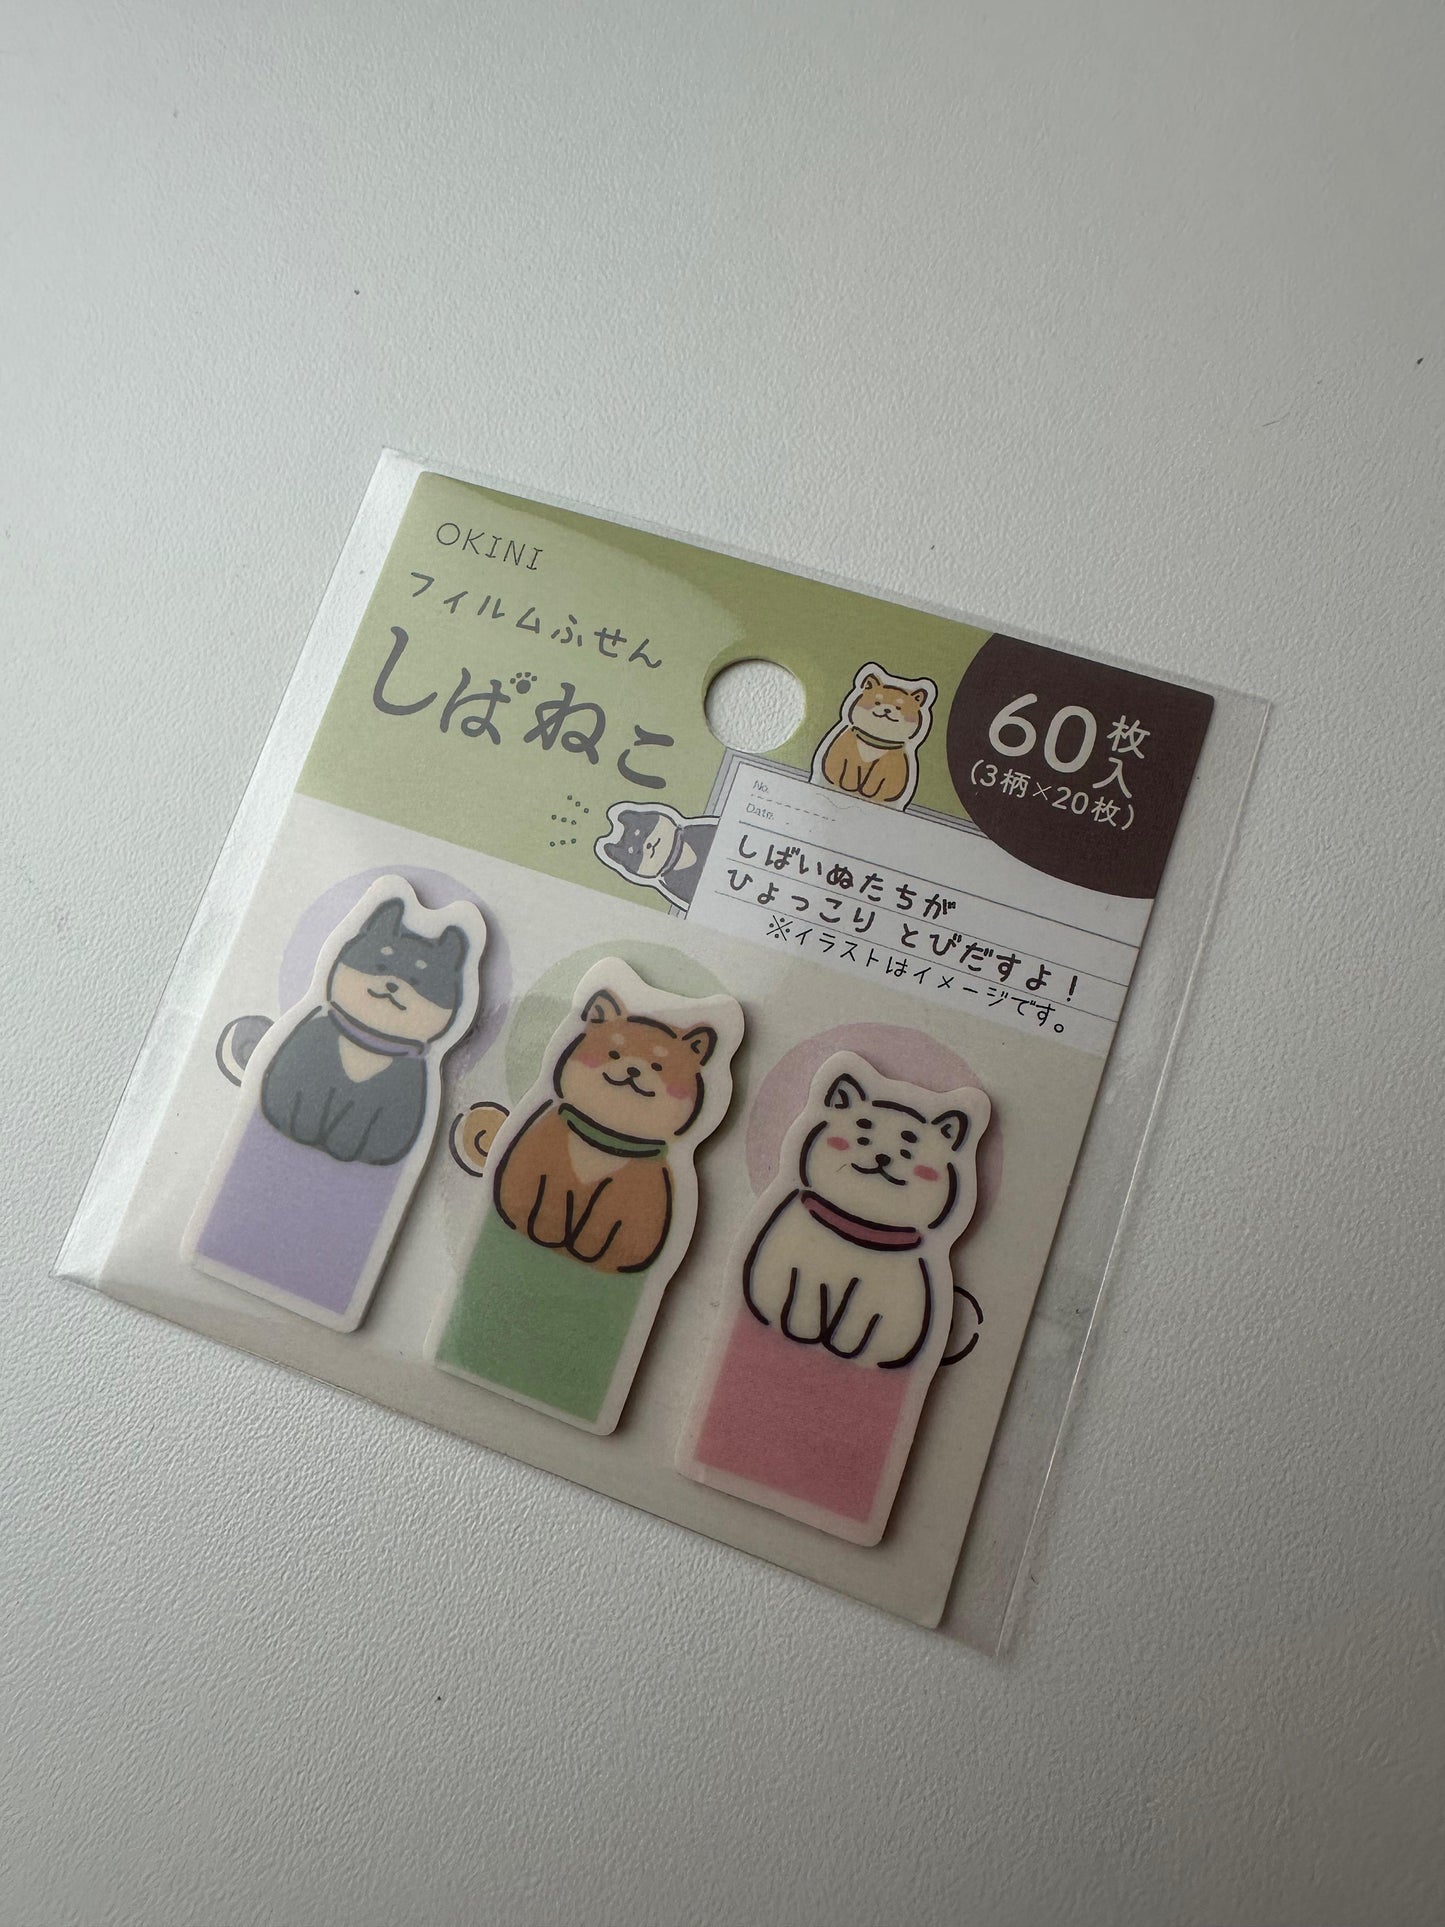 OKINI
フィルムふせん
しばねこ
60枚入
(3柄×20枚)
No.
Date
しばいぬたちが
ひょっこり とびだすよ!
※イラストはイメージです。